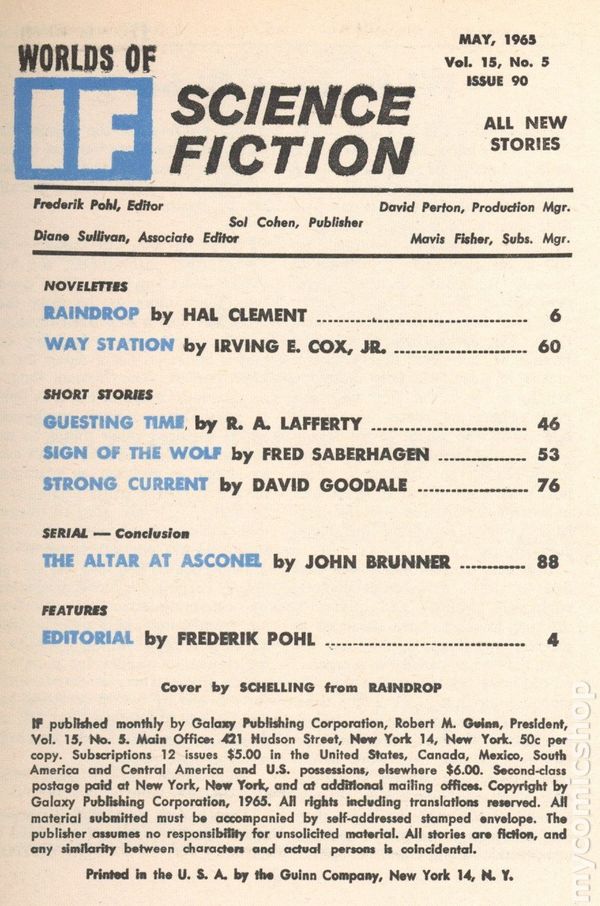 WORLDS OF
IF
SCIENCE
FICTION
MAY, 1965
Vol. 15, No. 5
ISSUE 90
ALL NEW
STORIES
Frederik Pohl, Editor
David Perton, Production Mgr.
Sol Cohen, Publisher
Diane Sullivan, Associate Editor
Mavis Fisher, Subs. Mgr.
NOVELETTES
RAINDROP by HAL CLEMENT ........................................ 6
WAY STATION by IRVING E. COX, JR. ......................... 60
SHORT STORIES
GUESTING TIME, by R. A. LAFFERTY ............................. 46
SIGN OF THE WOLF by FRED SABERHAGEN ................ 53
STRONG CURRENT by DAVID GOODALE ..................... 76
SERIAL — Conclusion
THE ALTAR AT ASCONEL by JOHN BRUNNER ............ 88
FEATURES
EDITORIAL by FREDERIK POHL ...................................... 4
Cover by SCHELLING from RAINDROP
IF published monthly by Galaxy Publishing Corporation, Robert M. Guinn, President,
Vol. 15, No. 5. Main Office: 421 Hudson Street, New York 14, New York. 50c per
copy. Subscriptions 12 issues $5.00 in the United States, Canada, Mexico, South
America and Central America and U.S. possessions, elsewhere $6.00. Second-class
postage paid at New York, New York, and at additional mailing offices. Copyright by
Galaxy Publishing Corporation, 1965. All rights including translations reserved. All
material submitted must be accompanied by self-addressed stamped envelope. The
publisher assumes no responsibility for unsolicited material. All stories are fiction, and
any similarity between characters and actual persons is coincidental.
Printed in the U. S. A. by the Guinn Company, New York 14, N. Y.
mycomicshop